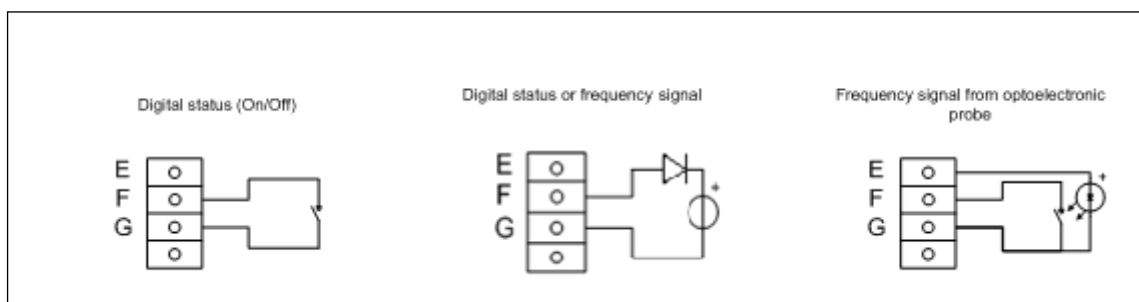 Digital status (On/Off)
E
F
G
Digital status or frequency signal
E
F
G
+
Frequency signal from optoelectronic
probe
E
F
G
+